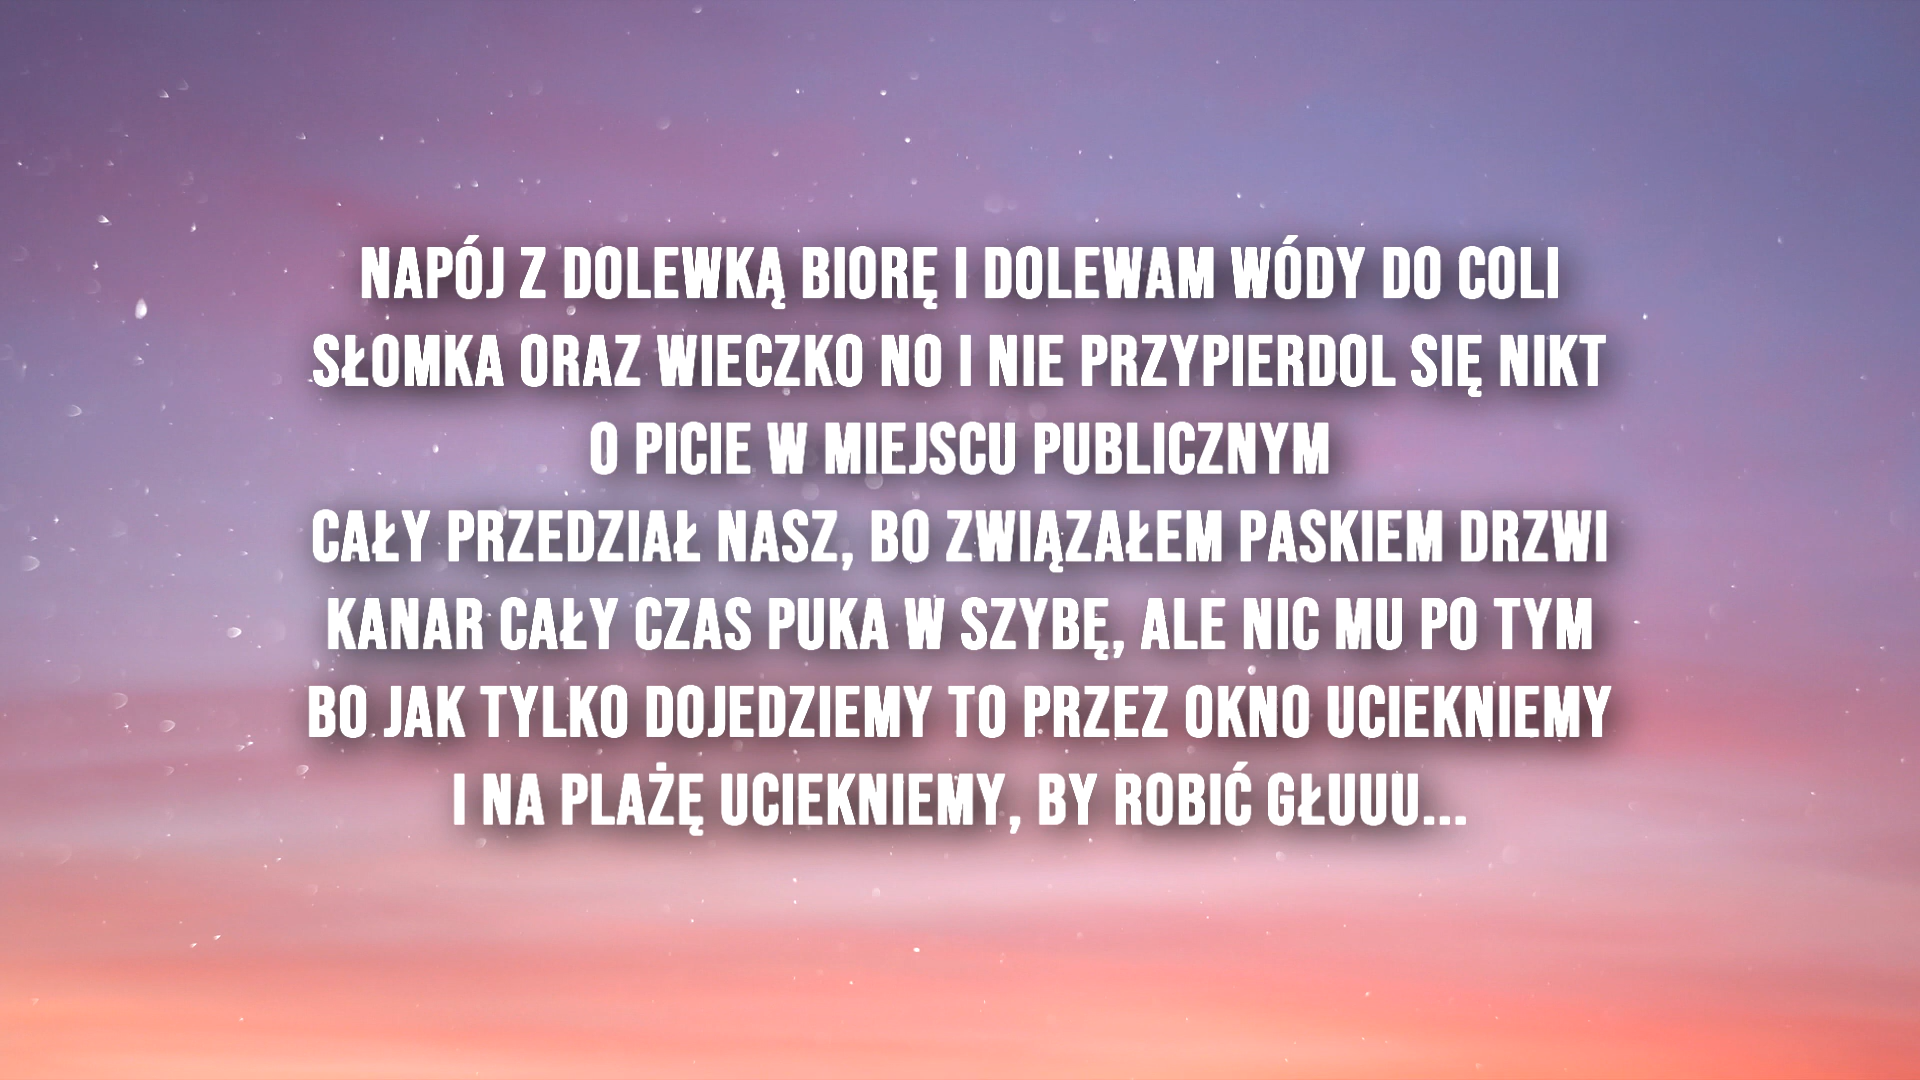 NAPÓJ Z DOLEWKĄ BIORĘ I DOLEWAM WÓDY DO COLI
SŁOMKA ORAZ WIECZKO NO I NIE PRZYPIERDOL SIĘ NIKT
O PICIE W MIEJSCU PUBLICZNYM
CAŁY PRZEDZIAŁ NASZ, BO ZWIĄZAŁEM PASKIEM DRZWI
KANAR CAŁY CZAS PUKA W SZYBĘ, ALE NIC MU PO TYM
BO JAK TYLKO DOJEDZIEMY TO PRZEZ OKNO UCIEKNIEMY
I NA PLAŻĘ UCIEKNIEMY, BY ROBIĆ GŁUUU...